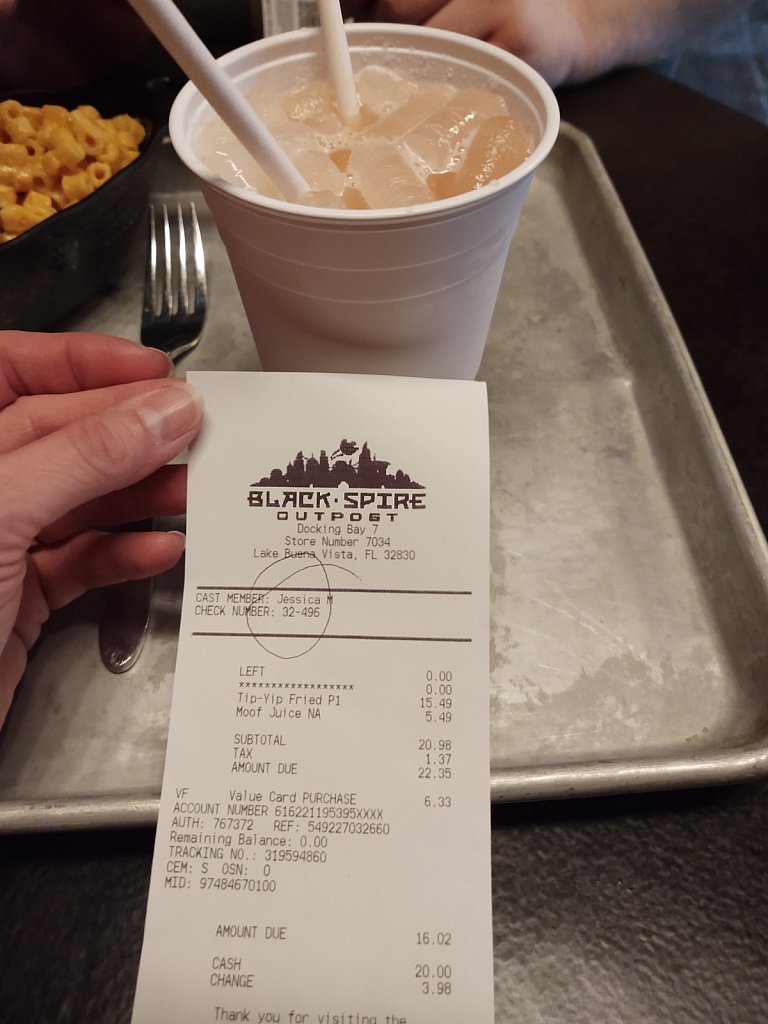 BLACK·SPIRE
OUTPOST
Docking Bay 7
Store Number 7034
Lake Buena Vista, FL 32830
CAST MEMBER: Jessica M
CHECK NUMBER: 32-496
LEFT 0.00
****************** 0.00
Tip-Yip Fried P1 15.49
Moof Juice NA 5.49
SUBTOTAL 20.98
TAX 1.37
AMOUNT DUE 22.35
VF Value Card PURCHASE 6.33
ACCOUNT NUMBER 616221195395XXXX
AUTH: 767372 REF: 549227032660
Remaining Balance: 0.00
TRACKING NO.: 319594860
CEM: S OSN: 0
MID: 97484670100
AMOUNT DUE 16.02
CASH 20.00
CHANGE 3.98
Thank you for visiting the